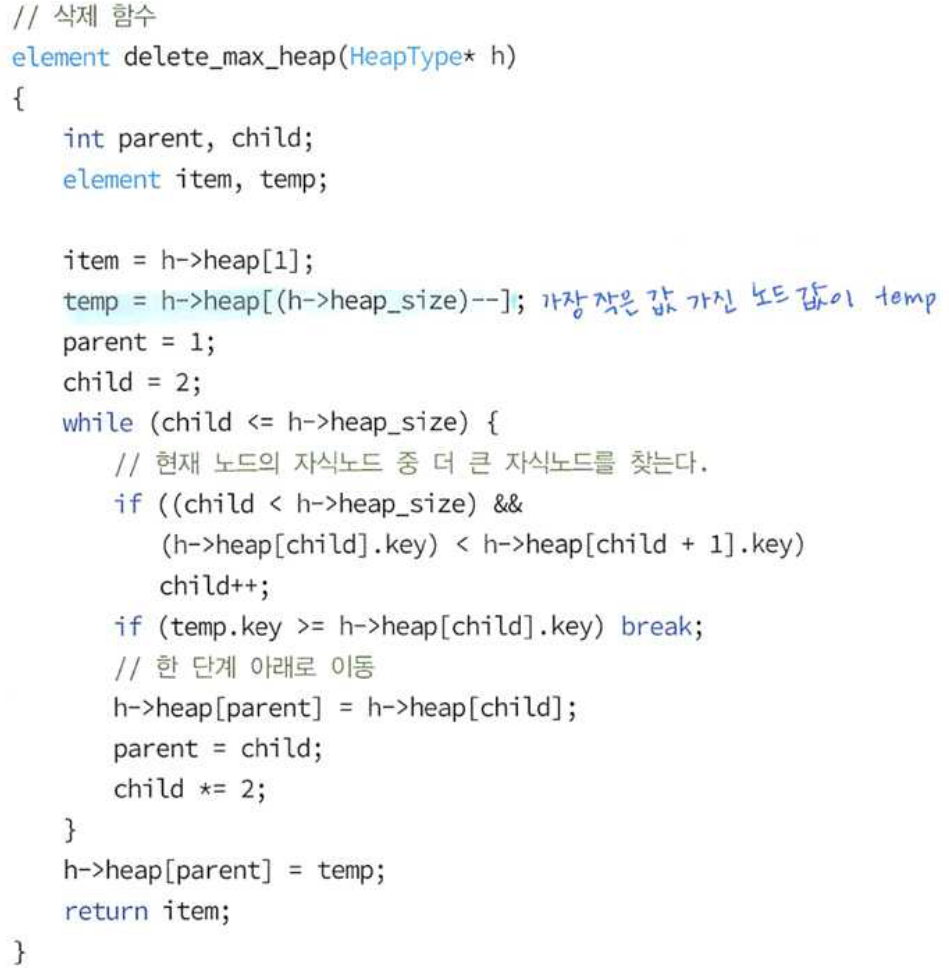 // 삭제 함수
element delete_max_heap(HeapType* h)
{
    int parent, child;
    element item, temp;

    item = h->heap[1];
    temp = h->heap[(h->heap_size)--]; 가장 작은 값 가진 노드 값이 temp
    parent = 1;
    child = 2;
    while (child <= h->heap_size) {
        // 현재 노드의 자식노드 중 더 큰 자식노드를 찾는다.
        if ((child < h->heap_size) &&
            (h->heap[child].key) < h->heap[child + 1].key)
            child++;
        if (temp.key >= h->heap[child].key) break;
        // 한 단계 아래로 이동
        h->heap[parent] = h->heap[child];
        parent = child;
        child *= 2;
    }
    h->heap[parent] = temp;
    return item;
}